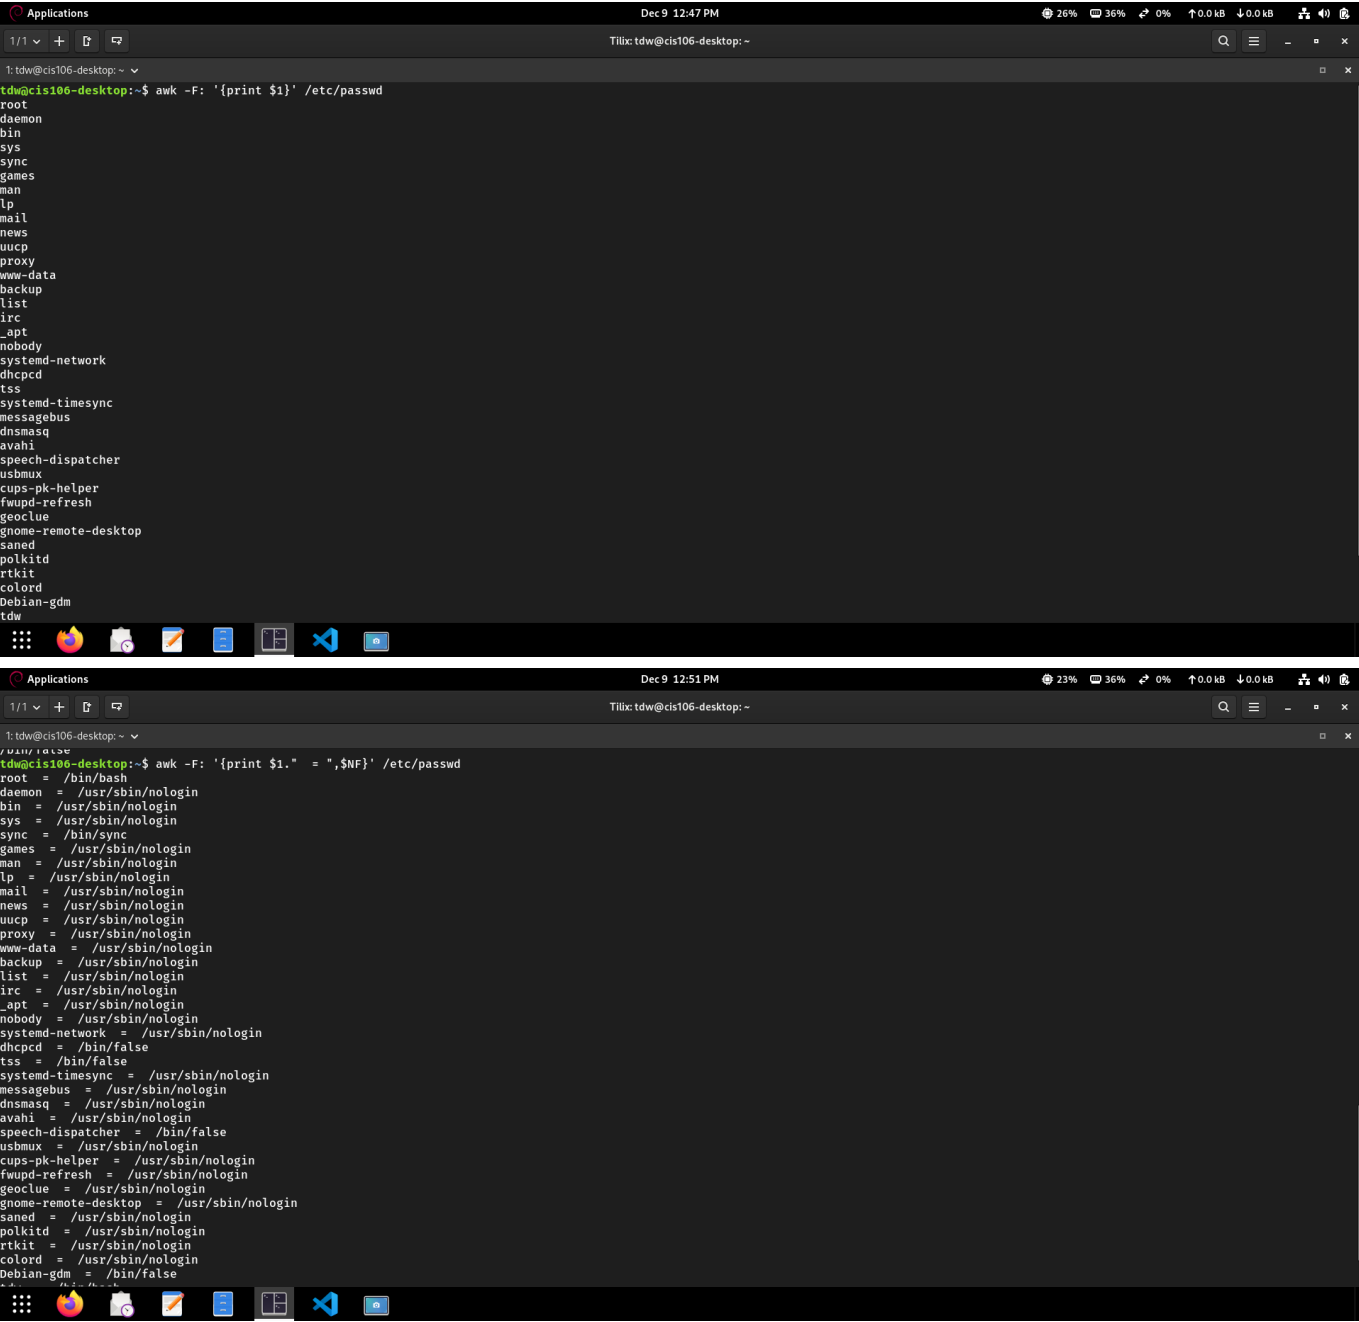 Applications
Dec 9 12:47 PM
26% 36% 0% ↑0.0 kB ↓0.0 kB
1/1
Tilix: tdw@cis106-desktop: ~
1: tdw@cis106-desktop: ~
tdw@cis106-desktop:~$ awk -F: '{print $1}' /etc/passwd
root
daemon
bin
sys
sync
games
man
lp
mail
news
uucp
proxy
www-data
backup
list
irc
_apt
nobody
systemd-network
dhcpcd
tss
systemd-timesync
messagebus
dnsmasq
avahi
speech-dispatcher
usbmux
cups-pk-helper
fwupd-refresh
geoclue
gnome-remote-desktop
saned
polkitd
rtkit
colord
Debian-gdm
tdw
Applications
Dec 9 12:51 PM
23% 36% 0% ↑0.0 kB ↓0.0 kB
1/1
Tilix: tdw@cis106-desktop: ~
1: tdw@cis106-desktop: ~
/bin/false
tdw@cis106-desktop:~$ awk -F: '{print $1."  = ",$NF}' /etc/passwd
root  =  /bin/bash
daemon  =  /usr/sbin/nologin
bin  =  /usr/sbin/nologin
sys  =  /usr/sbin/nologin
sync  =  /bin/sync
games  =  /usr/sbin/nologin
man  =  /usr/sbin/nologin
lp  =  /usr/sbin/nologin
mail  =  /usr/sbin/nologin
news  =  /usr/sbin/nologin
uucp  =  /usr/sbin/nologin
proxy  =  /usr/sbin/nologin
www-data  =  /usr/sbin/nologin
backup  =  /usr/sbin/nologin
list  =  /usr/sbin/nologin
irc  =  /usr/sbin/nologin
_apt  =  /usr/sbin/nologin
nobody  =  /usr/sbin/nologin
systemd-network  =  /usr/sbin/nologin
dhcpcd  =  /bin/false
tss  =  /bin/false
systemd-timesync  =  /usr/sbin/nologin
messagebus  =  /usr/sbin/nologin
dnsmasq  =  /usr/sbin/nologin
avahi  =  /usr/sbin/nologin
speech-dispatcher  =  /bin/false
usbmux  =  /usr/sbin/nologin
cups-pk-helper  =  /usr/sbin/nologin
fwupd-refresh  =  /usr/sbin/nologin
geoclue  =  /usr/sbin/nologin
gnome-remote-desktop  =  /usr/sbin/nologin
saned  =  /usr/sbin/nologin
polkitd  =  /usr/sbin/nologin
rtkit  =  /usr/sbin/nologin
colord  =  /usr/sbin/nologin
Debian-gdm  =  /bin/false